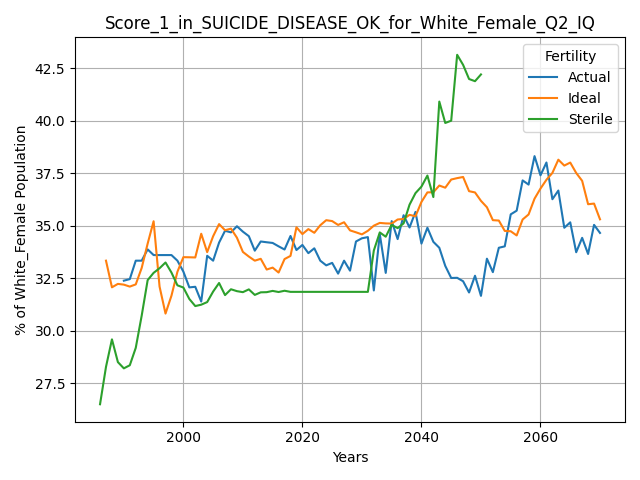 Score_1_in_SUICIDE_DISEASE_OK_for_White_Female_Q2_IQ
Fertility
Actual
Ideal
Sterile
% of White_Female Population
42.5
40.0
37.5
35.0
32.5
30.0
27.5
2000
2020
2040
2060
Years